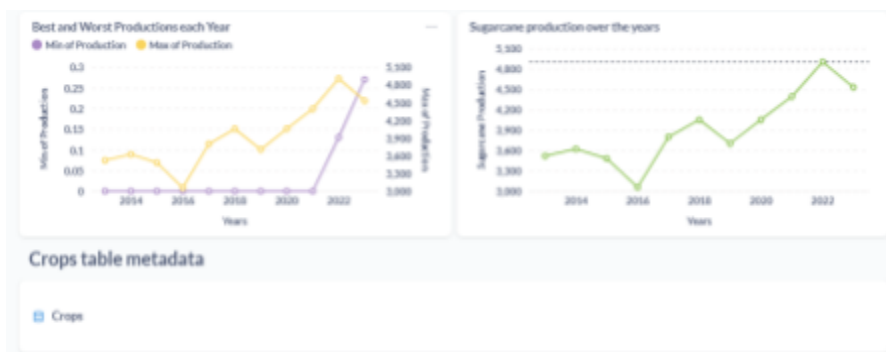 Best and Worst Productions each Year
Min of Production Max of Production
0.3
0.25
0.2
0.15
0.1
0.05
0
Min of Production
5,100
4,800
4,500
4,200
3,900
3,600
3,300
3,000
Max of Production
2014 2016 2018 2020 2022
Years
Sugarcane production over the years
5,100
4,800
4,500
4,200
3,900
3,600
3,300
3,000
Sugarcane Production
2014 2016 2018 2020 2022
Years
Crops table metadata
Crops